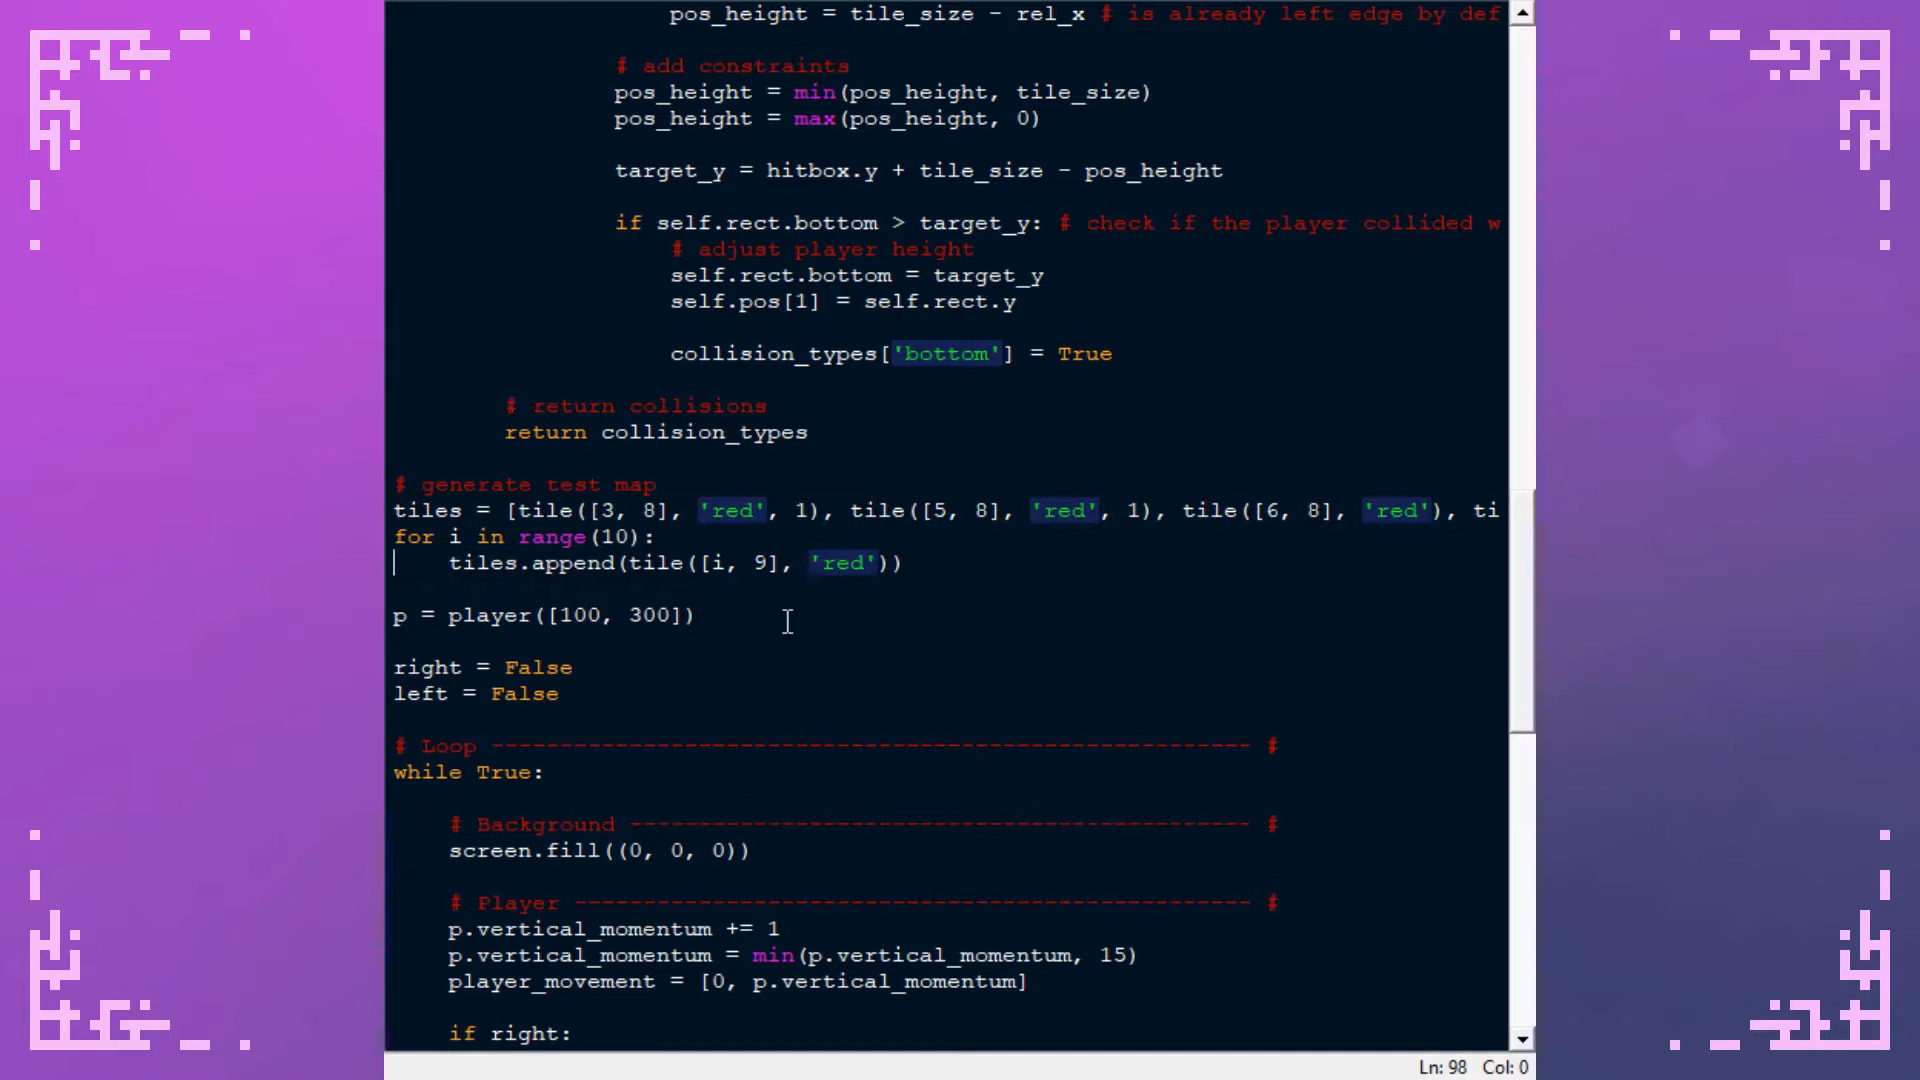 pos_height = tile_size - rel_x # is already left edge by def
# add constraints
pos_height = min(pos_height, tile_size)
pos_height = max(pos_height, 0)
target_y = hitbox.y + tile_size - pos_height
if self.rect.bottom > target_y: # check if the player collided w
# adjust player height
self.rect.bottom = target_y
self.pos[1] = self.rect.y
collision_types['bottom'] = True
# return collisions
return collision_types
# generate test map
tiles = [tile([3, 8], 'red', 1), tile([5, 8], 'red', 1), tile([6, 8], 'red'), ti
for i in range(10):
tiles.append(tile([i, 9], 'red'))
p = player([100, 300])
right = False
left = False
# Loop ------------------------------------------------------- #
while True:
# Background --------------------------------------------- #
screen.fill((0, 0, 0))
# Player ------------------------------------------------- #
p.vertical_momentum += 1
p.vertical_momentum = min(p.vertical_momentum, 15)
player_movement = [0, p.vertical_momentum]
if right:
Ln: 98 Col: 0